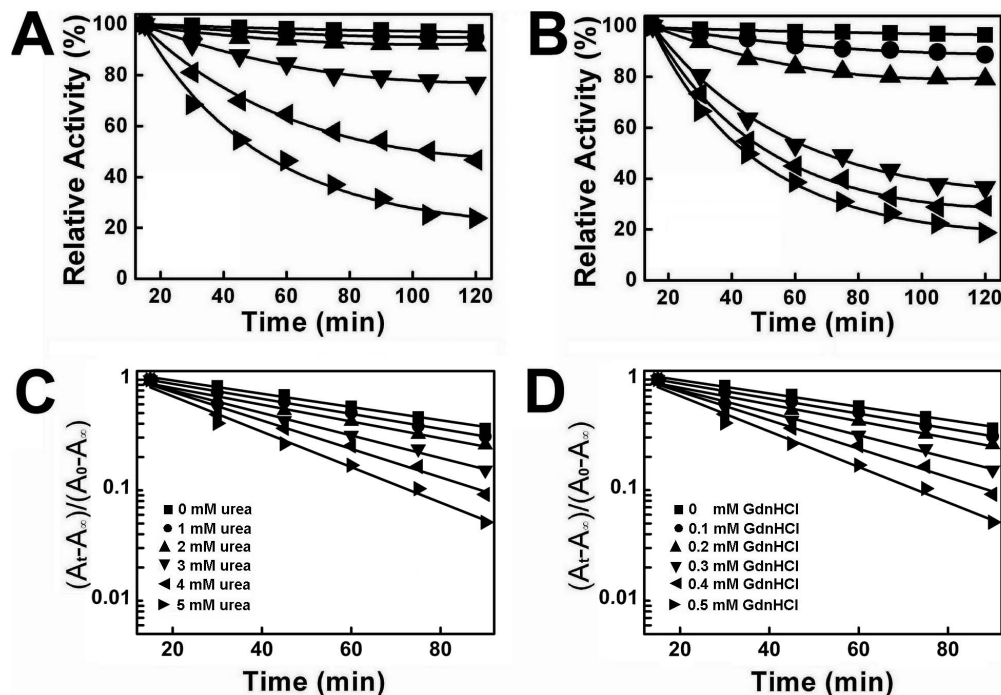 A
Relative Activity (%)
100
80
60
40
20
0
20 40 60 80 100 120
Time (min)
B
Relative Activity (%)
100
80
60
40
20
0
20 40 60 80 100 120
Time (min)
C
(At-A∞)/(A0-A∞)
1
0.1
0.01
0 mM urea
1 mM urea
2 mM urea
3 mM urea
4 mM urea
5 mM urea
20 40 60 80
Time (min)
D
(At-A∞)/(A0-A∞)
1
0.1
0.01
0 mM GdnHCl
0.1 mM GdnHCl
0.2 mM GdnHCl
0.3 mM GdnHCl
0.4 mM GdnHCl
0.5 mM GdnHCl
20 40 60 80
Time (min)